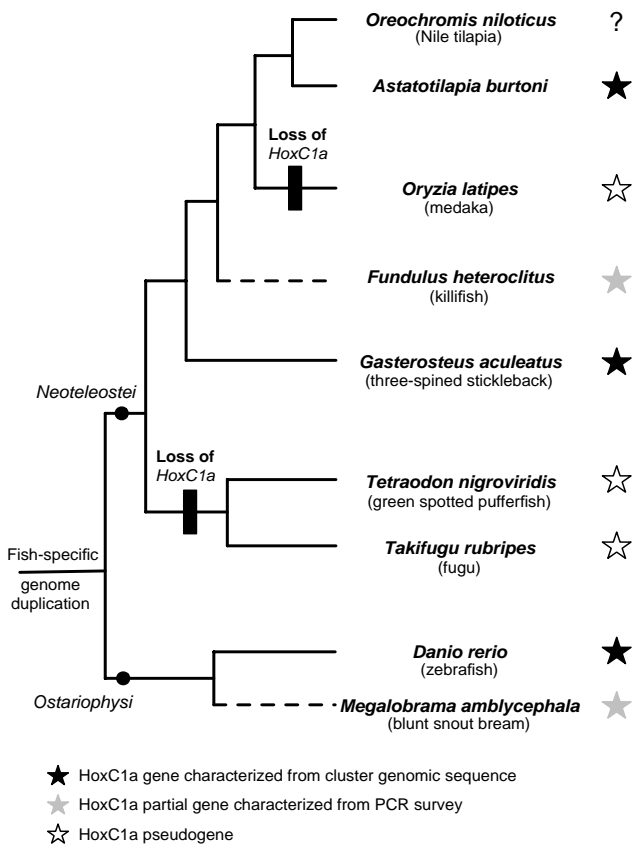 Oreochromis niloticus
(Nile tilapia)
?
Astatotilapia burtoni
Loss of
HoxC1a
Oryzia latipes
(medaka)
Fundulus heteroclitus
(killifish)
Gasterosteus aculeatus
(three-spined stickleback)
Neoteleostei
Loss of
HoxC1a
Tetraodon nigroviridis
(green spotted pufferfish)
Takifugu rubripes
(fugu)
Fish-specific
genome
duplication
Danio rerio
(zebrafish)
Ostariophysi
Megalobrama amblycephala
(blunt snout bream)
HoxC1a gene characterized from cluster genomic sequence
HoxC1a partial gene characterized from PCR survey
HoxC1a pseudogene